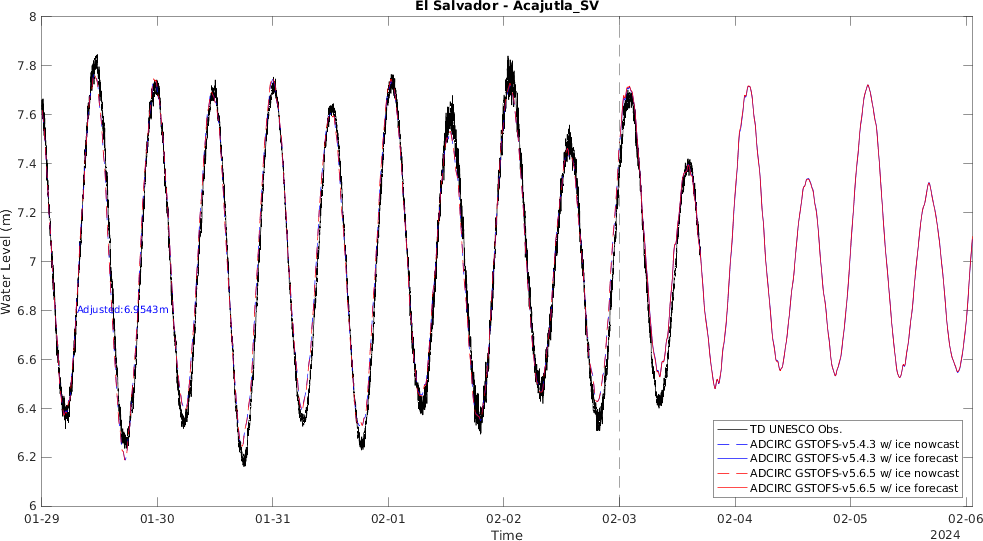 El Salvador - Acajutla_SV
8
7.8
7.6
7.4
7.2
7
6.8
6.6
6.4
6.2
6
Water Level (m)
Adjusted:6.9543m
TD UNESCO Obs.
ADCIRC GSTOFS-v5.4.3 w/ ice nowcast
ADCIRC GSTOFS-v5.4.3 w/ ice forecast
ADCIRC GSTOFS-v5.6.5 w/ ice nowcast
ADCIRC GSTOFS-v5.6.5 w/ ice forecast
01-29 01-30 01-31 02-01 02-02 02-03 02-04 02-05 02-06
Time
2024